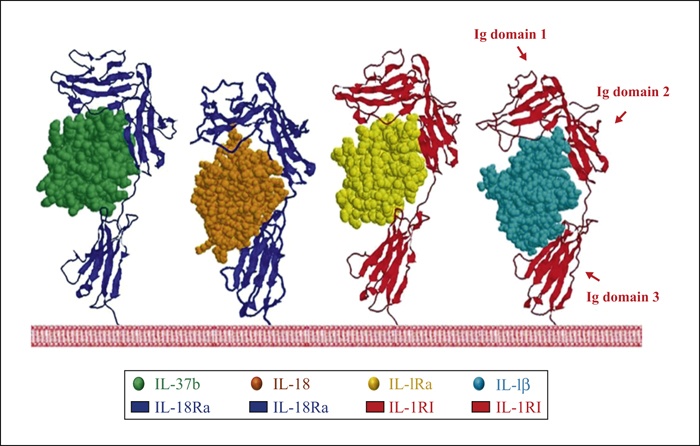 Ig domain 1
Ig domain 2
Ig domain 3
IL-37b IL-18 IL-lRa IL-lβ
IL-18Ra IL-18Ra IL-1RI IL-1RI